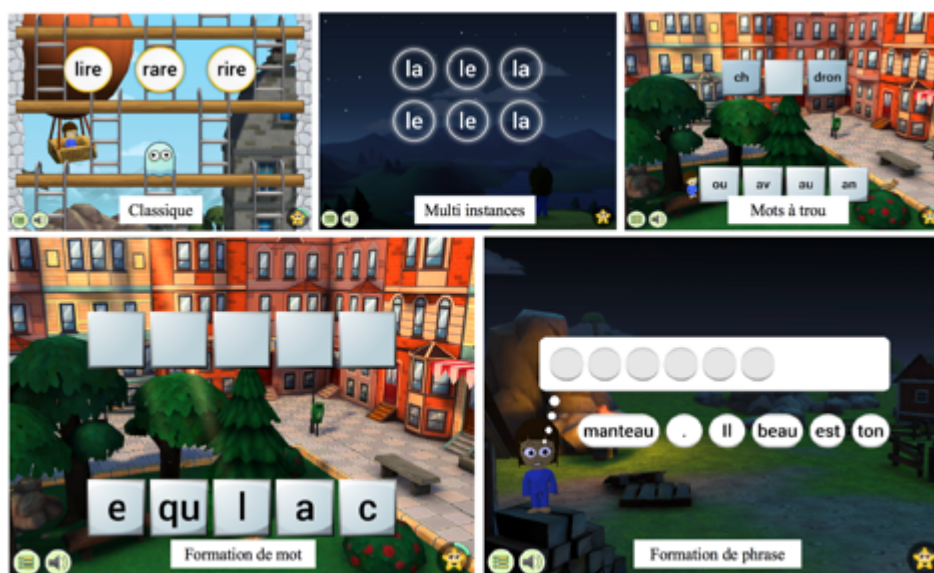 lire rare rire
Classique
la le la
le le la
Multi instances
ch dron
ou av au an
Mots à trou
e qu l a c
Formation de mot
manteau . Il beau est ton
Formation de phrase